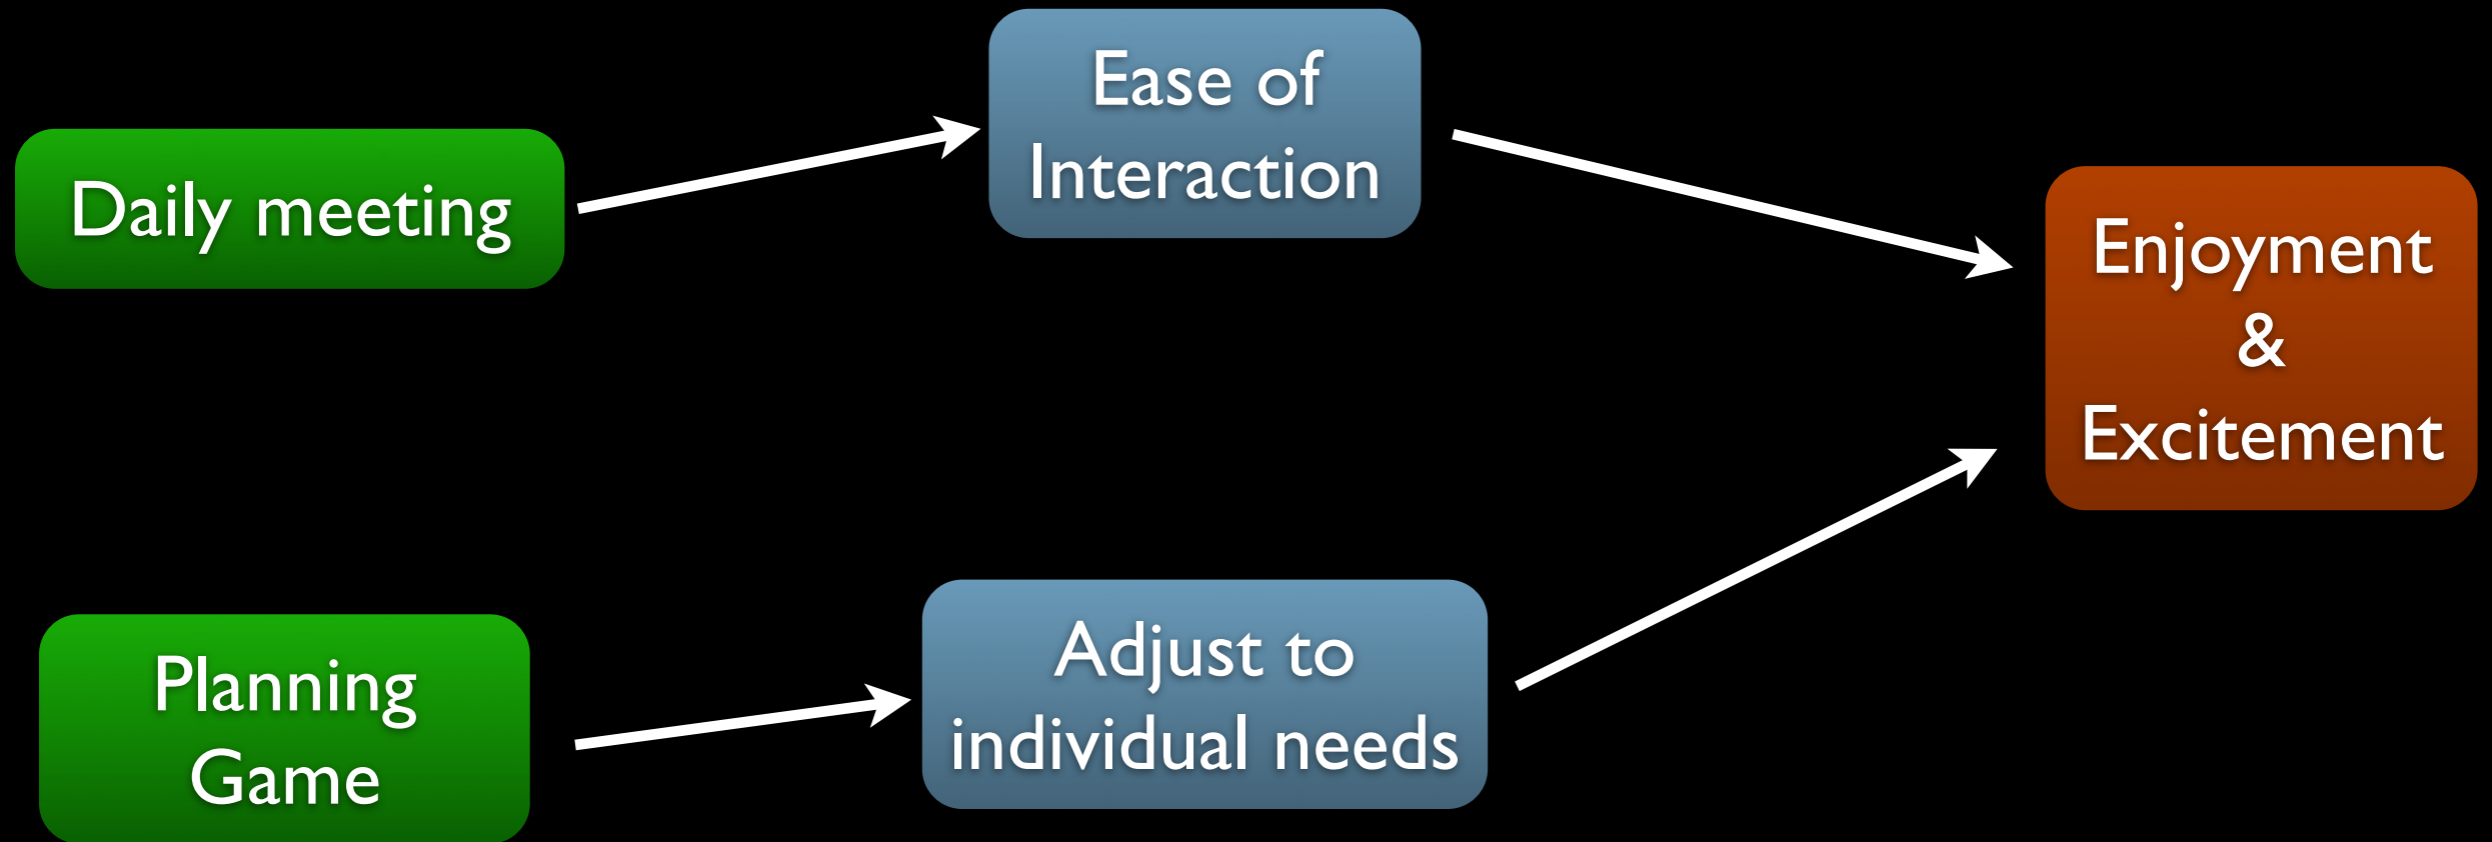 Daily meeting
Ease of
Interaction
Enjoyment
&
Excitement
Planning
Game
Adjust to
individual needs